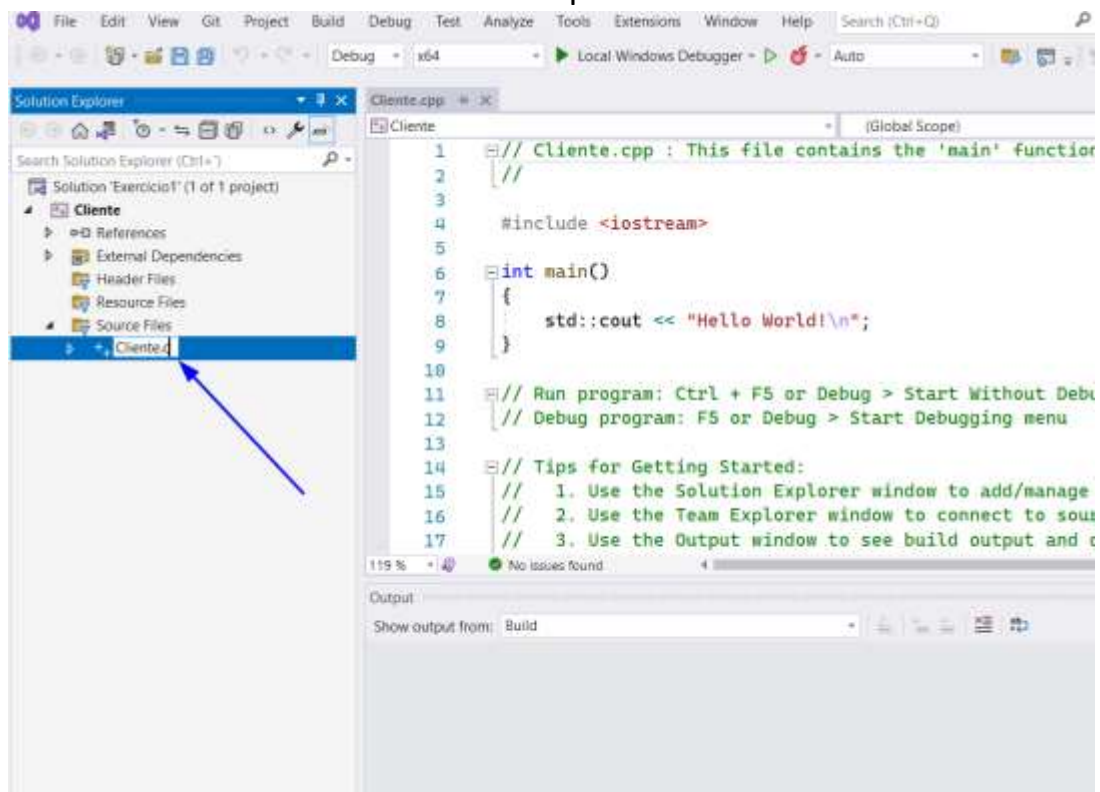 File Edit View Git Project Build Debug Test Analyze Tools Extensions Window Help Search (Ctrl+Q)
Debug x64 Local Windows Debugger Auto
Solution Explorer
Search Solution Explorer (Ctrl+')
Solution 'Exercicio1' (1 of 1 project)
Cliente
References
External Dependencies
Header Files
Resource Files
Source Files
Cliente.c
Cliente.cpp
Cliente (Global Scope)
1 // Cliente.cpp : This file contains the 'main' function
2 //
3
4 #include <iostream>
5
6 int main()
7 {
8 std::cout << "Hello World!\n";
9 }
10
11 // Run program: Ctrl + F5 or Debug > Start Without Debu
12 // Debug program: F5 or Debug > Start Debugging menu
13
14 // Tips for Getting Started:
15 // 1. Use the Solution Explorer window to add/manage
16 // 2. Use the Team Explorer window to connect to sour
17 // 3. Use the Output window to see build output and o
119 % No issues found
Output
Show output from: Build